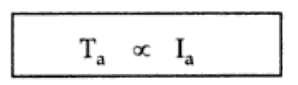 Tₐ ∝ Iₐ